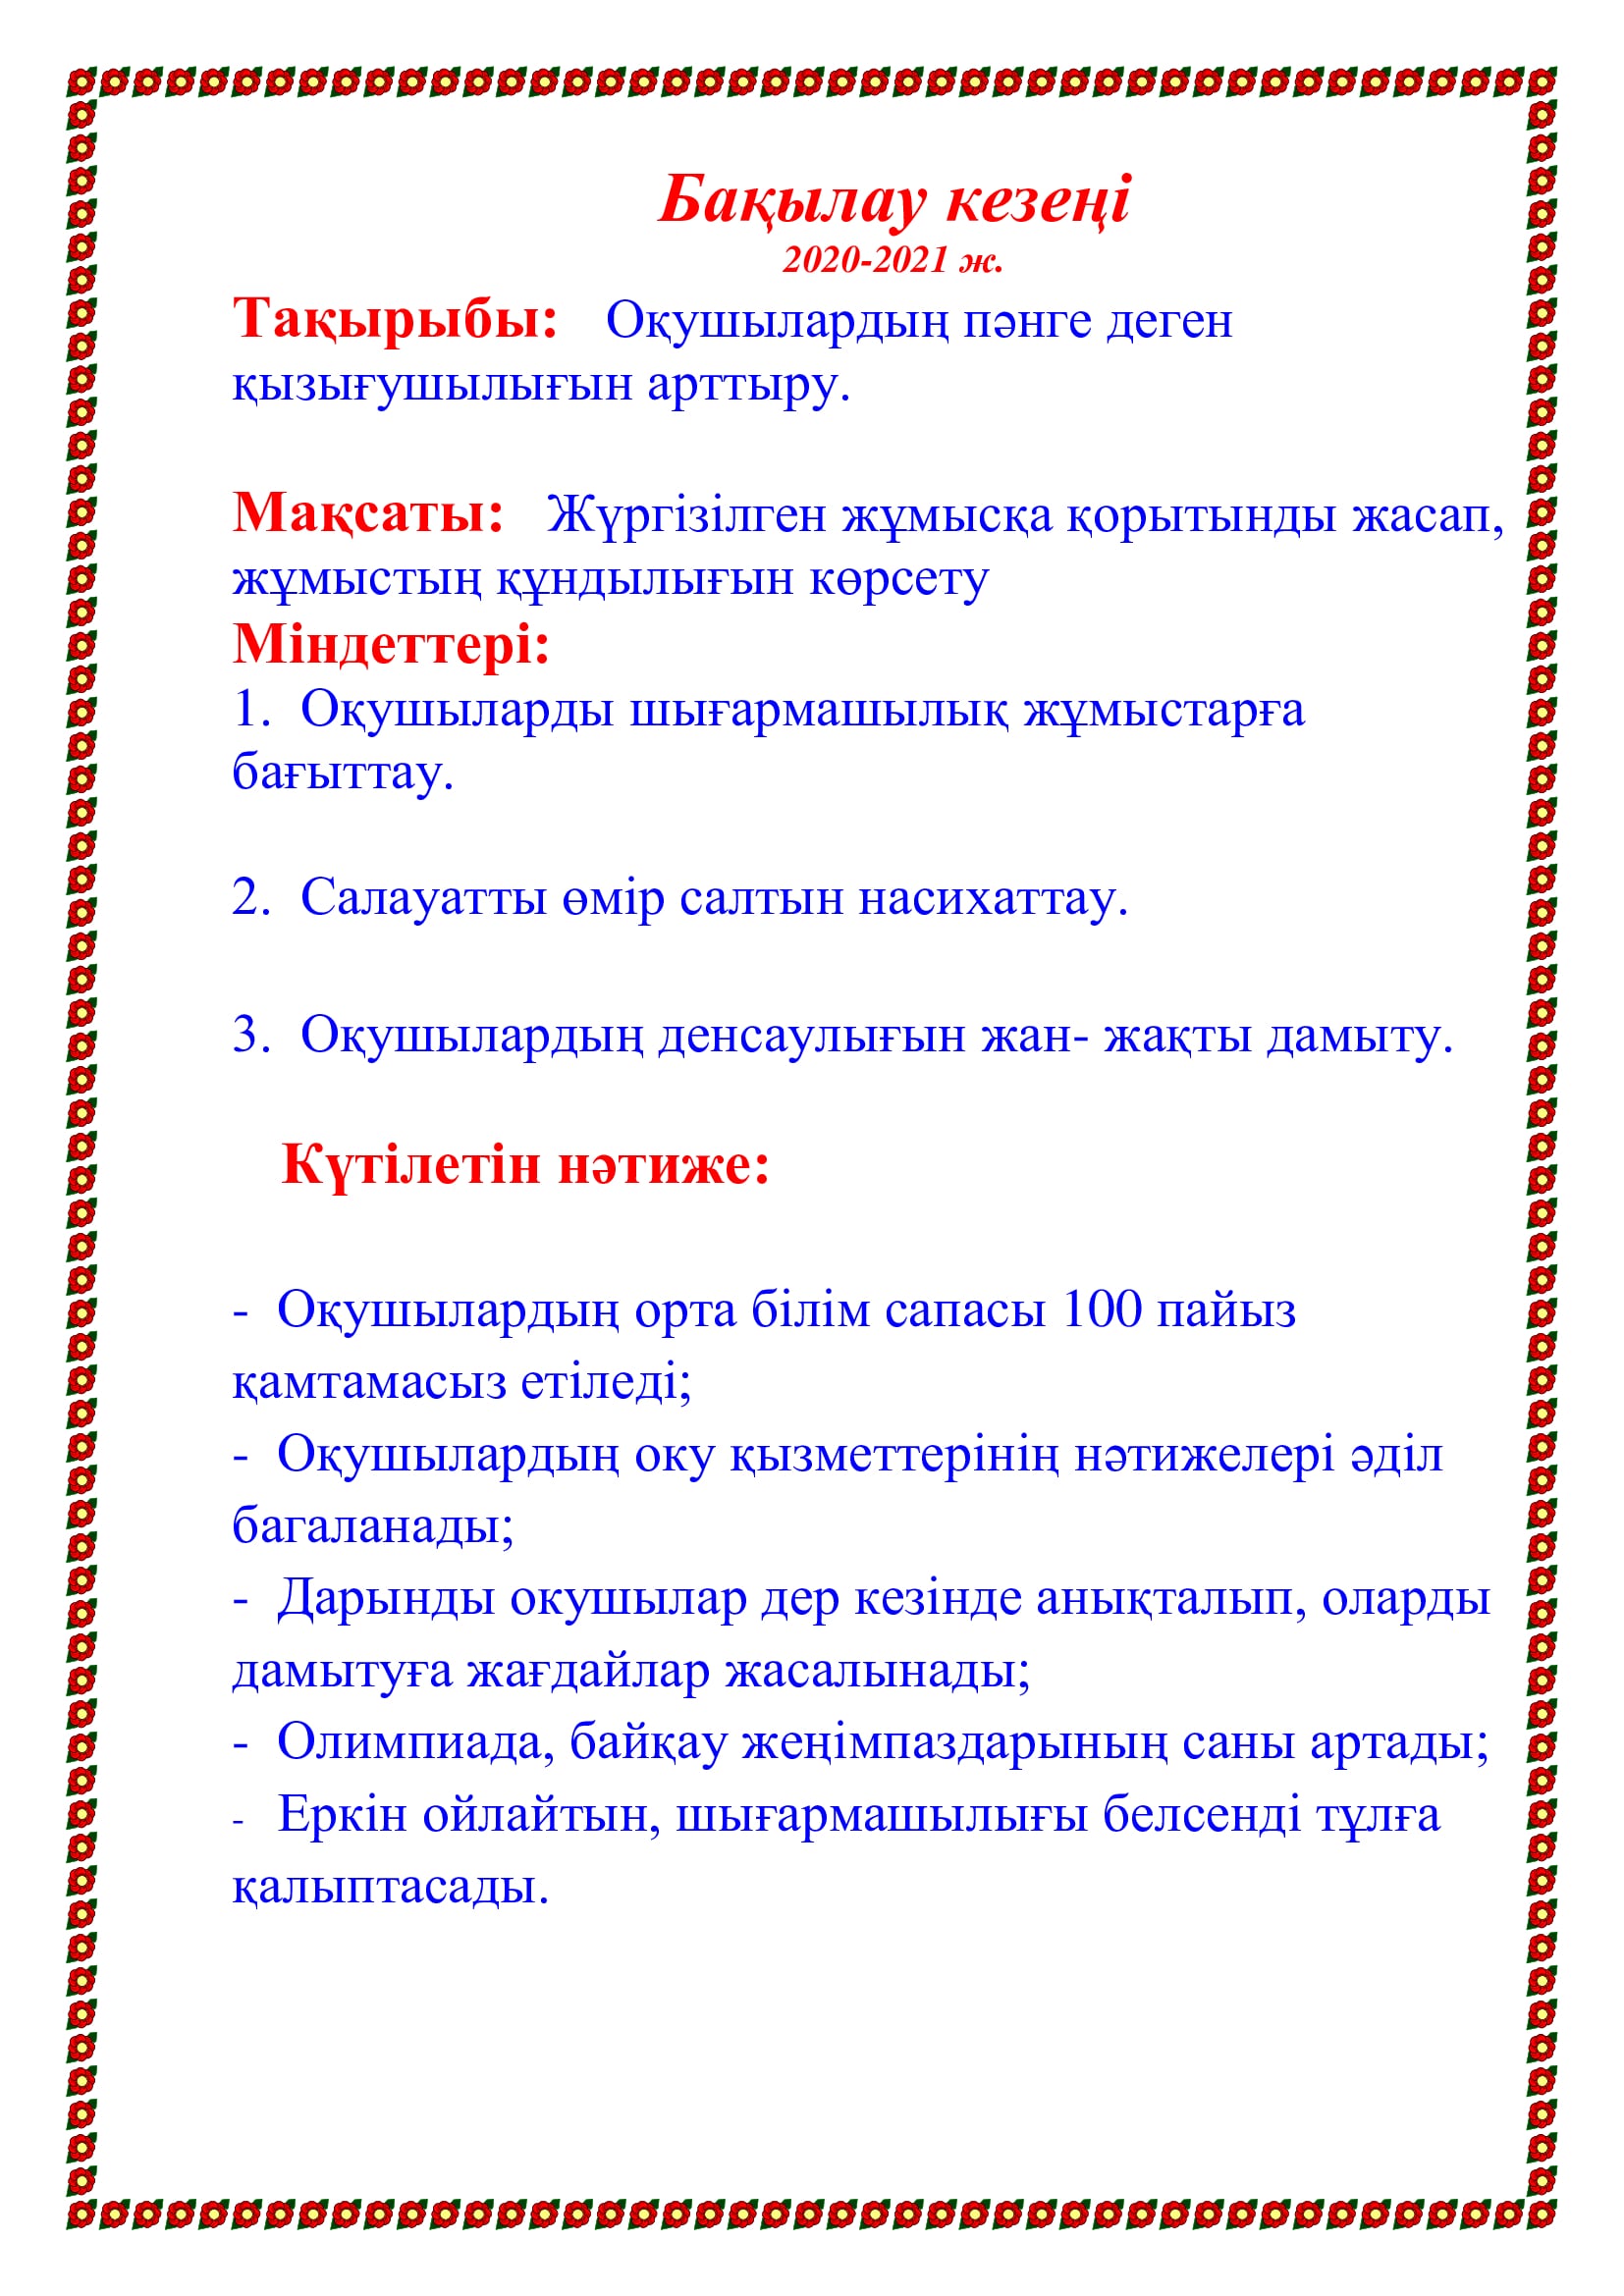 Бақылау кезеңі
2020-2021 ж.
Тақырыбы: Оқушылардың пәнге деген
қызығушылығын арттыру.
Мақсаты: Жүргізілген жұмысқа қорытынды жасап,
жұмыстың құндылығын көрсету
Міндеттері:
1. Оқушыларды шығармашылық жұмыстарға
бағыттау.
2. Салауатты өмір салтын насихаттау.
3. Оқушылардың денсаулығын жан- жақты дамыту.
Күтілетін нәтиже:
- Оқушылардың орта білім сапасы 100 пайыз
қамтамасыз етіледі;
- Оқушылардың оку қызметтерінің нәтижелері әділ
багаланады;
- Дарынды окушылар дер кезінде анықталып, оларды
дамытуға жағдайлар жасалынады;
- Олимпиада, байқау жеңімпаздарының саны артады;
- Еркін ойлайтын, шығармашылығы белсенді тұлға
қалыптасады.